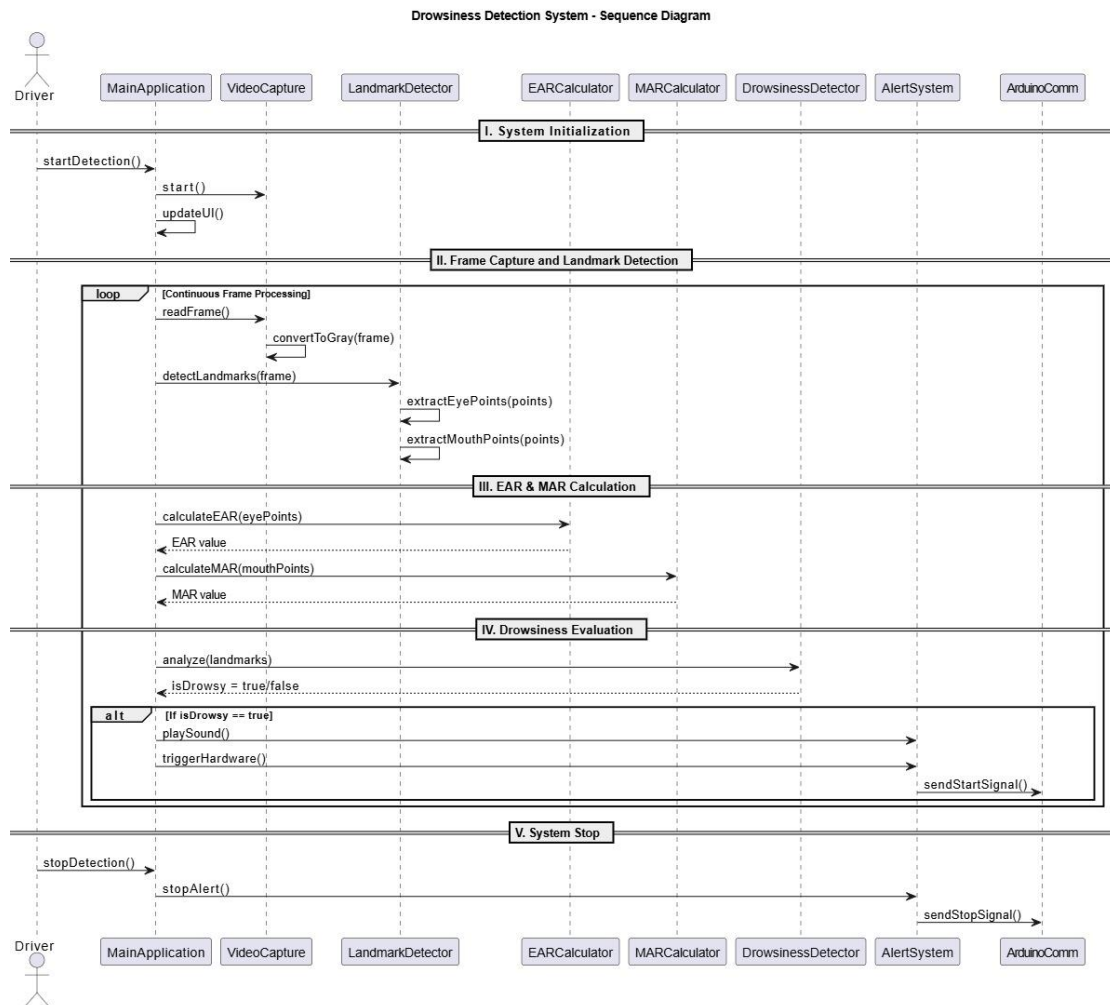 Drowsiness Detection System - Sequence Diagram
Driver
MainApplication VideoCapture LandmarkDetector EARCalculator MARCalculator DrowsinessDetector AlertSystem ArduinoComm
I. System Initialization
startDetection()
start()
updateUI()
II. Frame Capture and Landmark Detection
loop [Continuous Frame Processing]
readFrame()
convertToGray(frame)
detectLandmarks(frame)
extractEyePoints(points)
extractMouthPoints(points)
III. EAR & MAR Calculation
calculateEAR(eyePoints)
EAR value
calculateMAR(mouthPoints)
MAR value
IV. Drowsiness Evaluation
analyze(landmarks)
isDrowsy = true/false
alt [If isDrowsy == true]
playSound()
triggerHardware()
sendStartSignal()
V. System Stop
stopDetection()
stopAlert()
sendStopSignal()
Driver
MainApplication VideoCapture LandmarkDetector EARCalculator MARCalculator DrowsinessDetector AlertSystem ArduinoComm